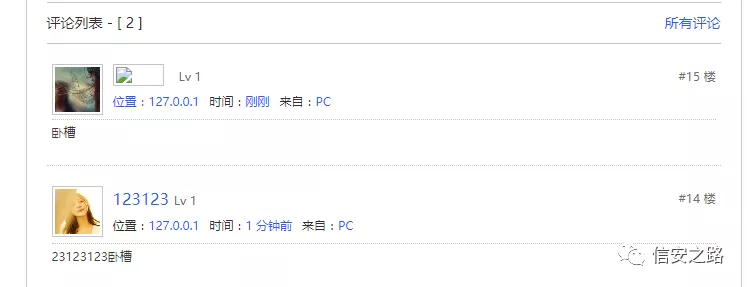 评论列表 - [ 2 ] 所有评论
Lv 1 #15 楼
位置：127.0.0.1 时间：刚刚 来自：PC
卧槽
123123 Lv 1 #14 楼
位置：127.0.0.1 时间：1 分钟前 来自：PC
23123123卧槽
信安之路